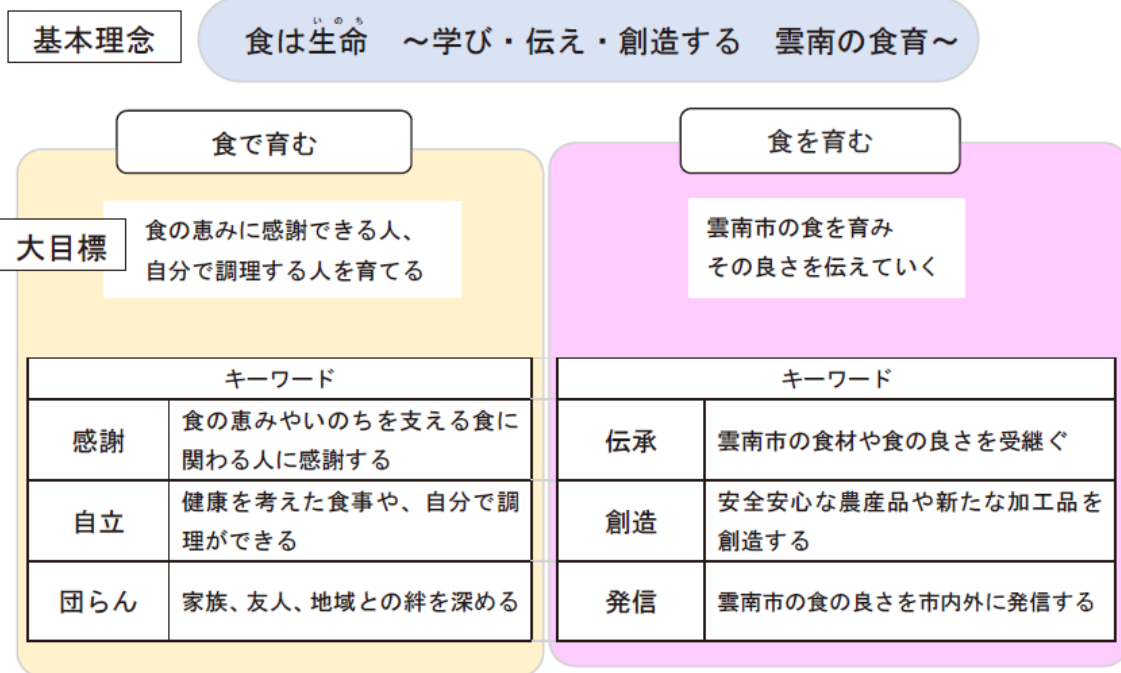 基本理念
いのち
食は生命　～学び・伝え・創造する　雲南の食育～
食で育む
大目標
食の恵みに感謝できる人、
自分で調理する人を育てる
キーワード
感謝
食の恵みやいのちを支える食に
関わる人に感謝する
自立
健康を考えた食事や、自分で調
理ができる
団らん
家族、友人、地域との絆を深める
食を育む
雲南市の食を育み
その良さを伝えていく
キーワード
伝承
雲南市の食材や食の良さを受継ぐ
創造
安全安心な農産品や新たな加工品を
創造する
発信
雲南市の食の良さを市内外に発信する